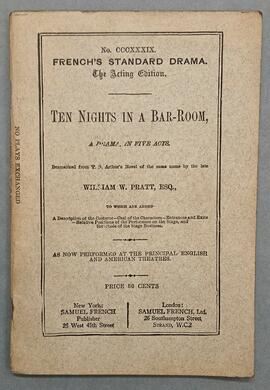 No. CCCXXXIX.
FRENCH'S STANDARD DRAMA.
The Acting Edition.
TEN NIGHTS IN A BAR-ROOM,
A DRAMA, IN FIVE ACTS.
Dramatized from T. S. Arthur's Novel of the same name by the late
WILLIAM W. PRATT, ESQ.,
TO WHICH ARE ADDED
A Description of the Costume—Cast of the Characters—Entrances and Exits
—Relative Positions of the Performers on the Stage, and
the whole of the Stage Business.
AS NOW PERFORMED AT THE PRINCIPAL ENGLISH
AND AMERICAN THEATRES.
PRICE 50 CENTS
New York:
SAMUEL FRENCH
Publisher
25 West 45th Street
London:
SAMUEL FRENCH, Ltd.
26 Southampton Street
STRAND, W.C.2
NO PLAYS EXCHANGED